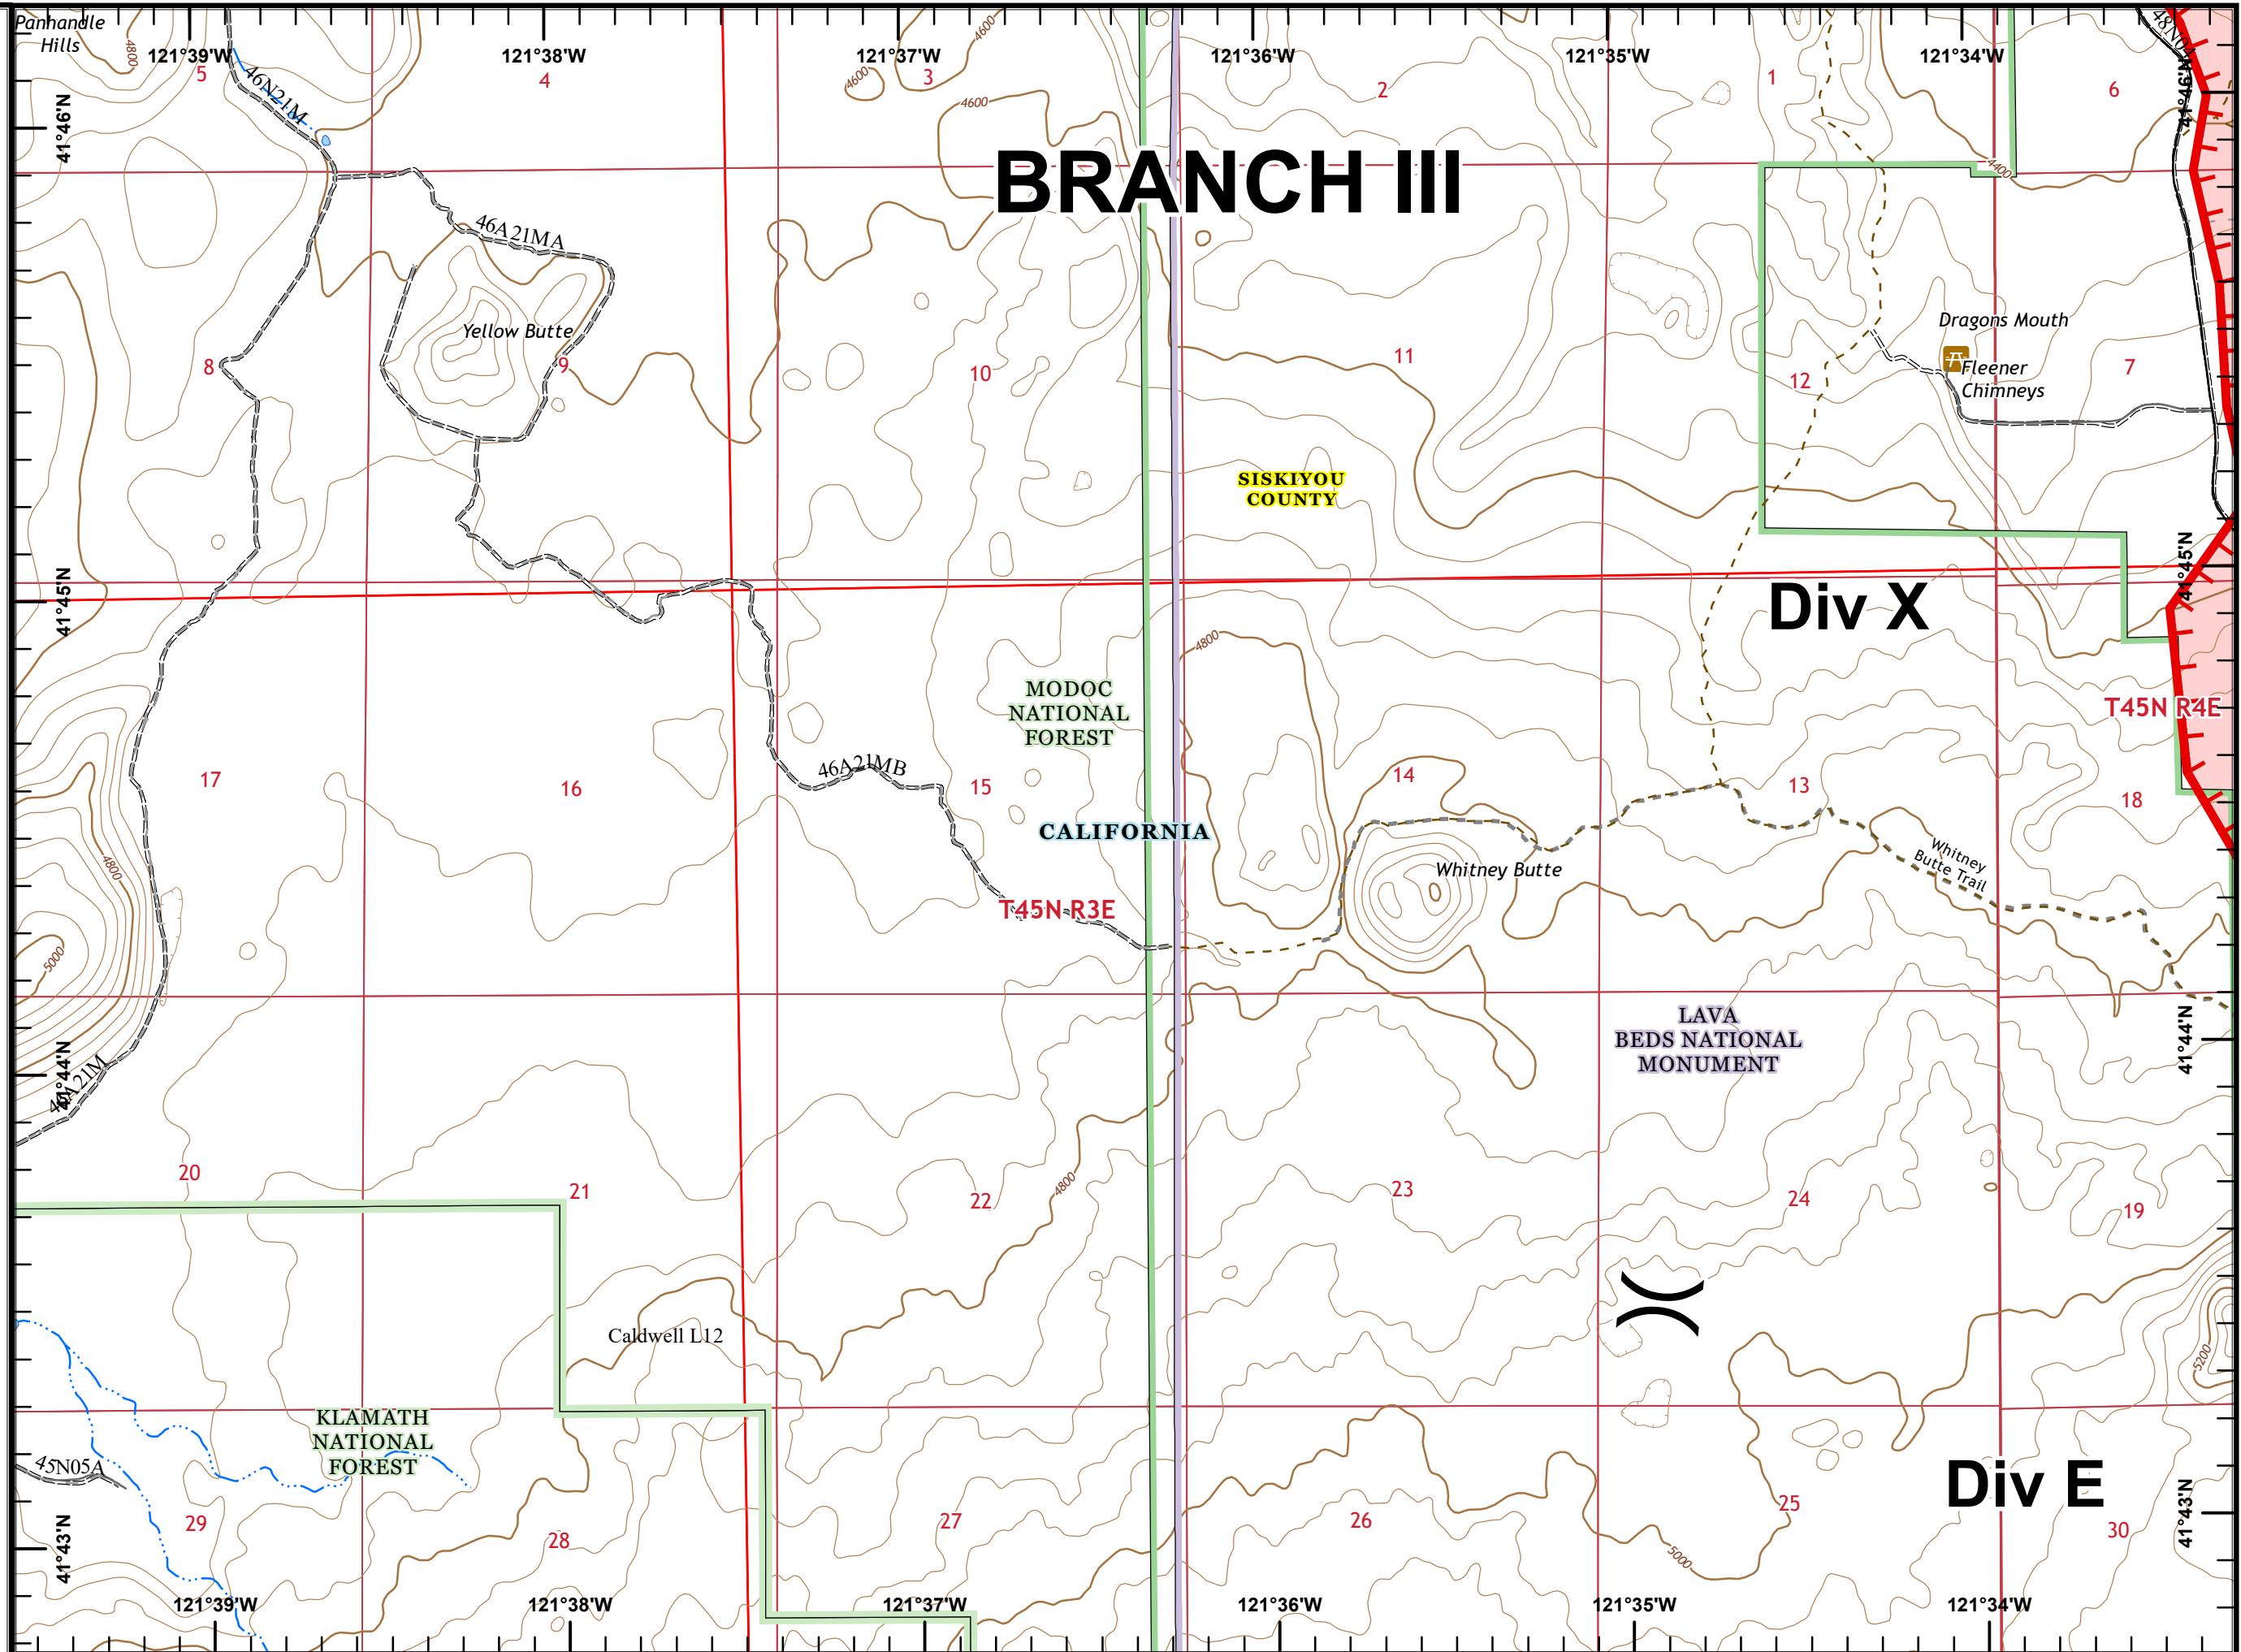 Panhandle
Hills
4800
121°39'W
121°38'W
121°37'W
121°36'W
121°35'W
121°34'W
4600
4600
4600
5
4
3
2
1
6
46N21M
41°46'N
41°46'N
BRANCH III
4400
46A21MA
Yellow Butte
Dragons Mouth
Fleener
Chimneys
8
9
10
11
12
7
SISKIYOU
COUNTY
41°45'N
41°45'N
Div X
4800
MODOC
NATIONAL
FOREST
T45N R4E
46A21MB
17
16
15
14
13
18
CALIFORNIA
4800
Whitney Butte
Whitney
Butte Trail
T45N R3E
5000
LAVA
BEDS NATIONAL
MONUMENT
41°44'N
41°44'N
20
21
22
4800
23
24
19
Caldwell L12
5200
KLAMATH
NATIONAL
FOREST
45N05A
Div E
29
28
27
26
25
30
5000
41°43'N
41°43'N
121°39'W
121°38'W
121°37'W
121°36'W
121°35'W
121°34'W